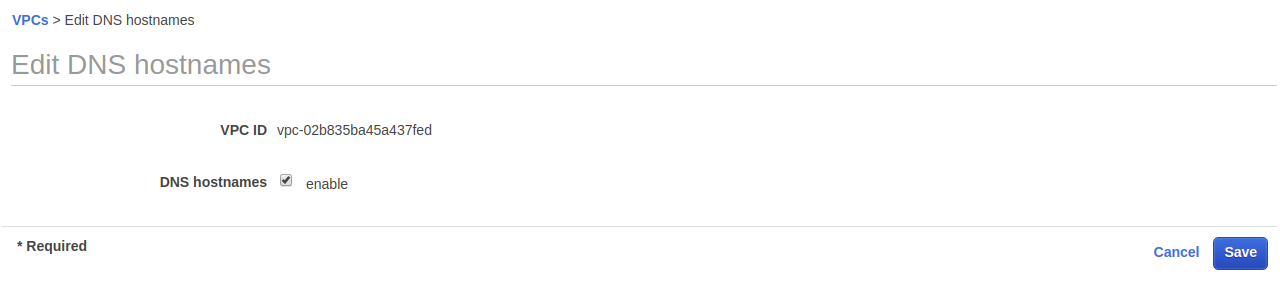 VPCs > Edit DNS hostnames
Edit DNS hostnames
VPC ID vpc-02b835ba45a437fed
DNS hostnames enable
* Required
Cancel Save